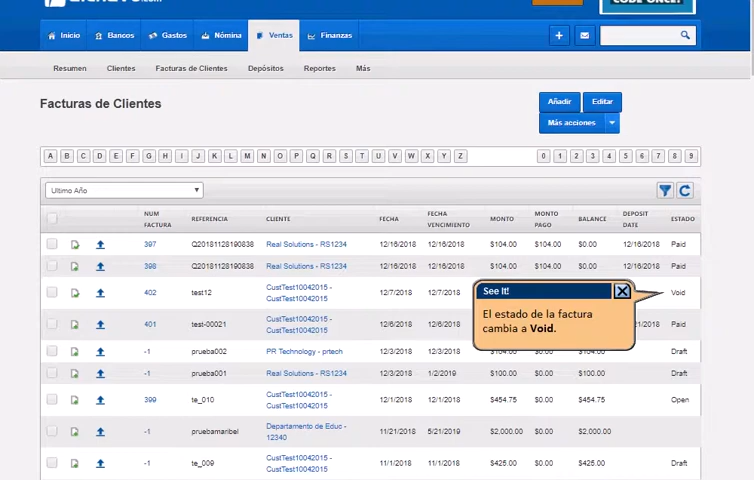 CODE ONCE!
Inicio Bancos Gastos Nómina Ventas Finanzas
Resumen Clientes Facturas de Clientes Depósitos Reportes Más
Facturas de Clientes
Añadir Editar
Más acciones
A B C D E F G H I J K L M N O P Q R S T U V W X Y Z 0 1 2 3 4 5 6 7 8 9
Ultimo Año
NUM FACTURA REFERENCIA CLIENTE FECHA FECHA VENCIMIENTO MONTO MONTO PAGO BALANCE DEPOSIT DATE ESTADO
397 Q20181128190838 Real Solutions - RS1234 12/16/2018 12/16/2018 $104.00 $104.00 $0.00 12/16/2018 Paid
398 Q20181128190838 Real Solutions - RS1234 12/16/2018 12/16/2018 $104.00 $104.00 $0.00 12/16/2018 Paid
402 test12 CustTest10042015 - CustTest10042015 12/7/2018 12/7/2018 Void
See It!
El estado de la factura
cambia a Void.
401 test-00021 CustTest10042015 - CustTest10042015 12/6/2018 12/6/2018 Paid
-1 prueba002 PR Technology - prtech 12/3/2018 12/3/2018 $104.00 $0.00 $104.00 Draft
-1 prueba001 Real Solutions - RS1234 12/3/2018 1/2/2019 $100.00 $0.00 $100.00 Draft
399 te_010 CustTest10042015 - CustTest10042015 12/1/2018 12/1/2018 $454.75 $0.00 $454.75 Open
-1 pruebamaribel Departamento de Educ - 12340 11/21/2018 5/21/2019 $2,000.00 $0.00 $2,000.00 Draft
-1 te_009 CustTest10042015 - CustTest10042015 11/1/2018 11/1/2018 $425.00 $0.00 $425.00 Draft